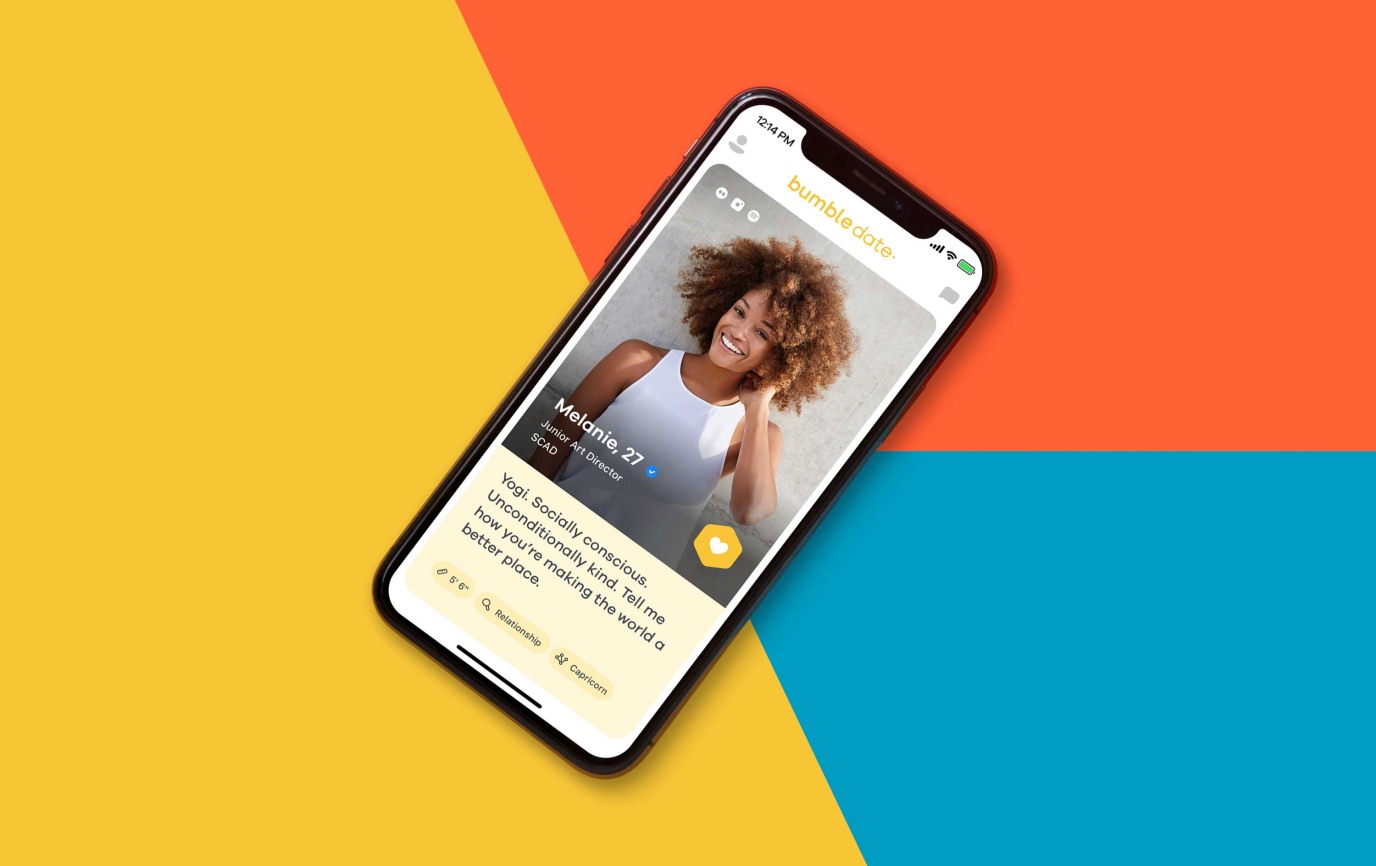 12:14 PM
bumble date.
Melanie, 27
Junior Art Director
SCAD
Yogi. Socially conscious.
Unconditionally kind. Tell me
how you're making the world a
better place.
5' 6"
Relationship
Capricorn